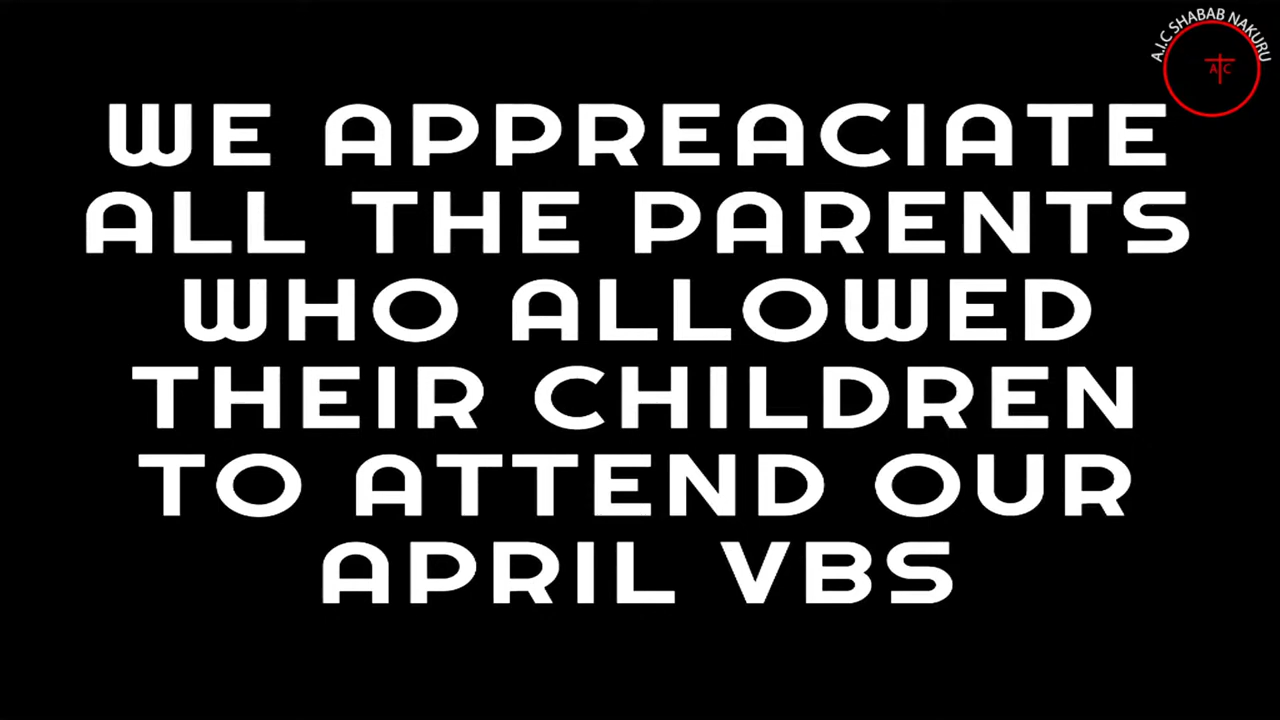 A.I.C SHABAB NAKURU
AIC
WE APPREACIATE
ALL THE PARENTS
WHO ALLOWED
THEIR CHILDREN
TO ATTEND OUR
APRIL VBS